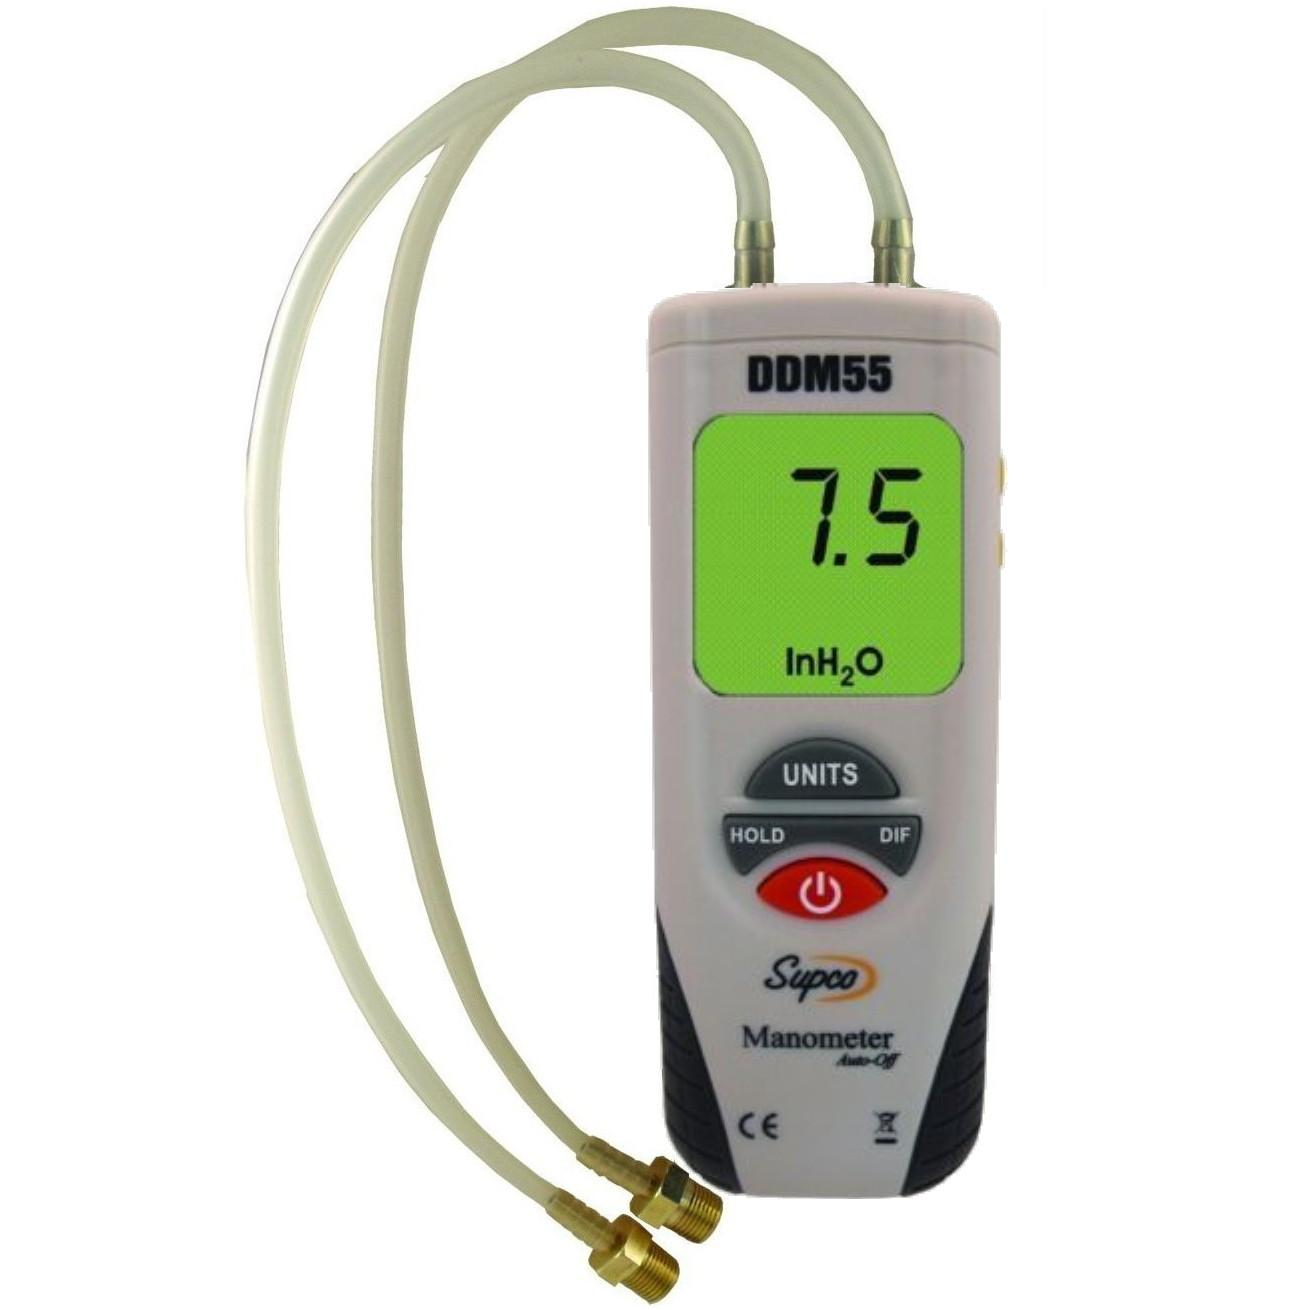 DDM55
7.5
InH₂O
UNITS
HOLD DIF
Supco
Manometer
Auto-Off
CE